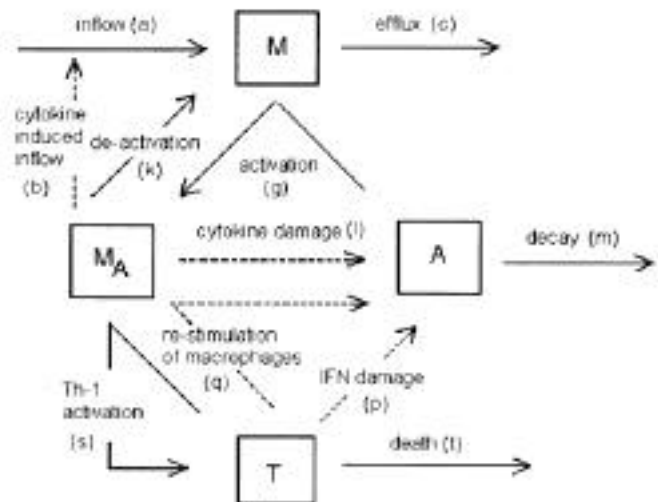 inflow (a)
M
efflux (c)
cytokine
induced
inflow
(b)
de-activation
(k)
activation
(g)
M_A
cytokine damage (l)
A
decay (m)
re-stimulation
of macrophages
(q)
IFN damage
(p)
Th-1
activation
(s)
T
death (t)